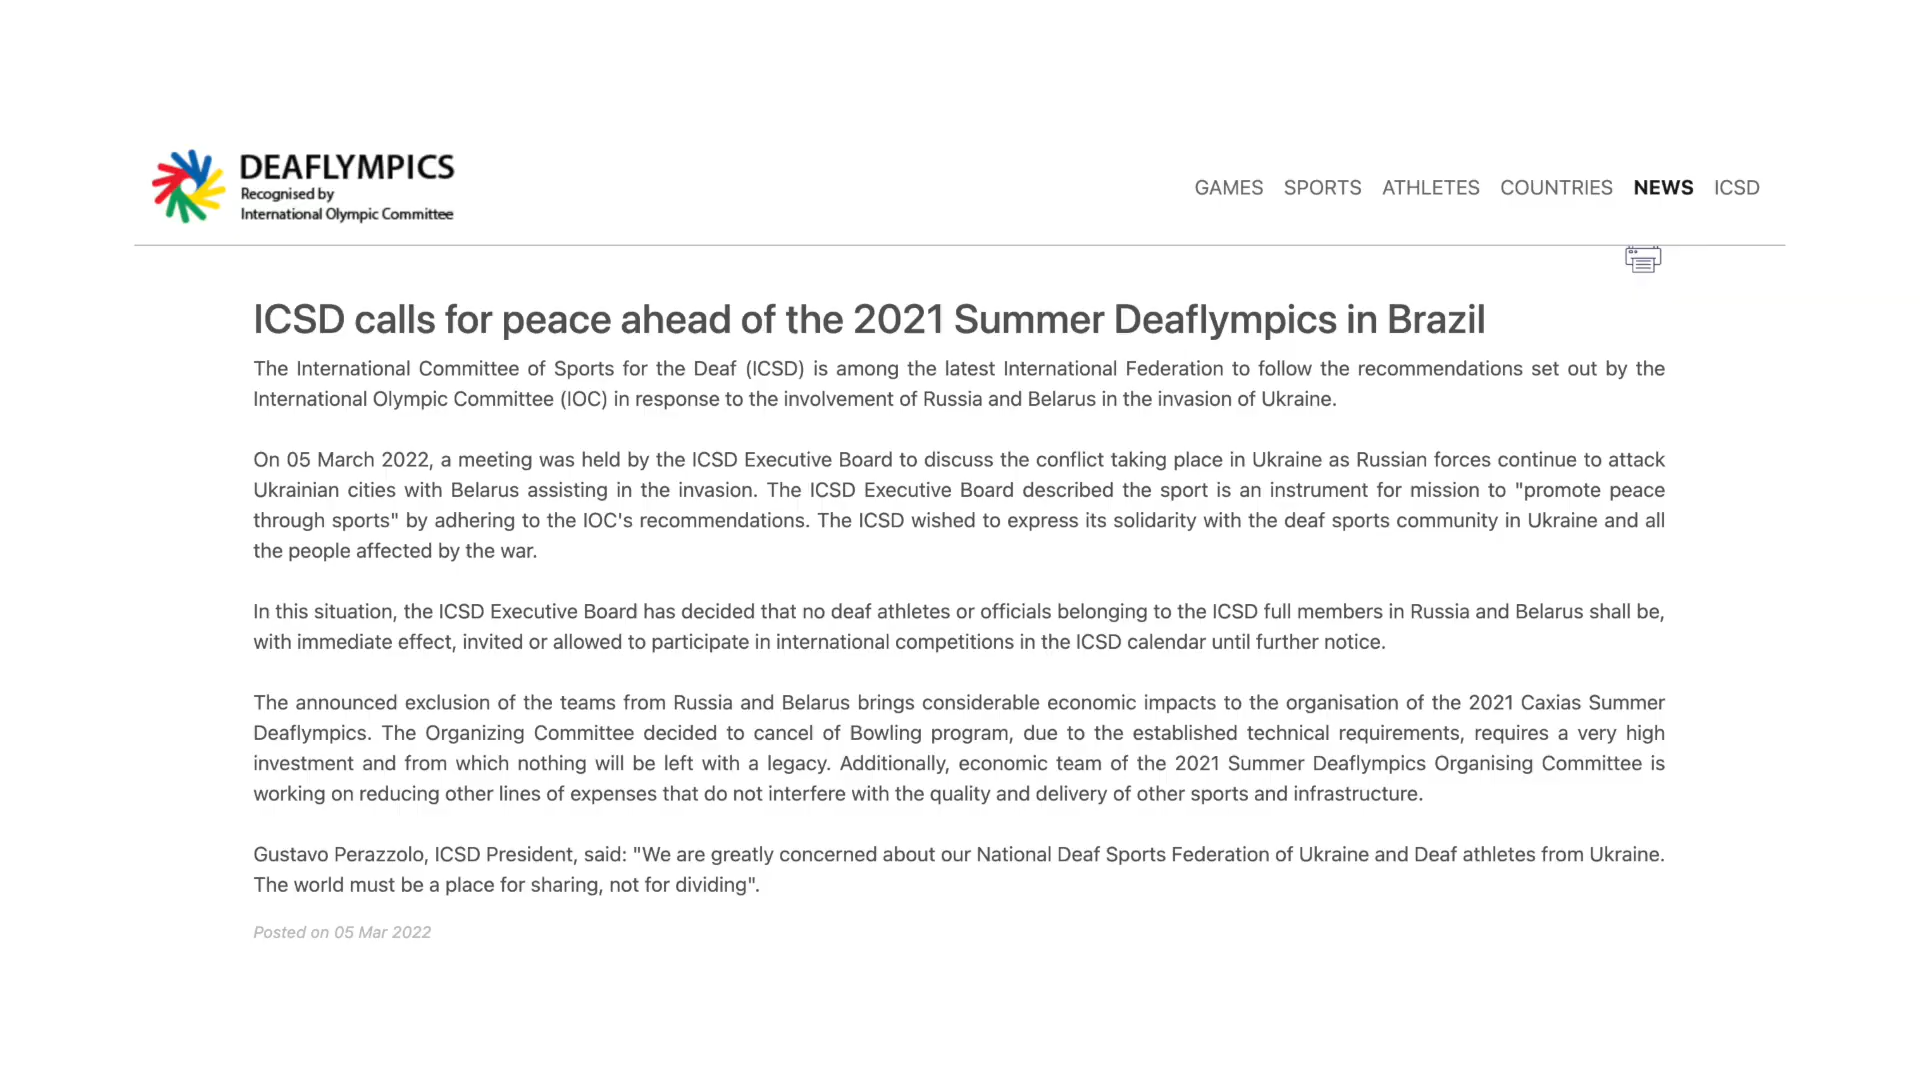 DEAFLYMPICS
Recognised by
International Olympic Committee
GAMES SPORTS ATHLETES COUNTRIES NEWS ICSD
ICSD calls for peace ahead of the 2021 Summer Deaflympics in Brazil
The International Committee of Sports for the Deaf (ICSD) is among the latest International Federation to follow the recommendations set out by the
International Olympic Committee (IOC) in response to the involvement of Russia and Belarus in the invasion of Ukraine.
On 05 March 2022, a meeting was held by the ICSD Executive Board to discuss the conflict taking place in Ukraine as Russian forces continue to attack
Ukrainian cities with Belarus assisting in the invasion. The ICSD Executive Board described the sport is an instrument for mission to "promote peace
through sports" by adhering to the IOC's recommendations. The ICSD wished to express its solidarity with the deaf sports community in Ukraine and all
the people affected by the war.
In this situation, the ICSD Executive Board has decided that no deaf athletes or officials belonging to the ICSD full members in Russia and Belarus shall be,
with immediate effect, invited or allowed to participate in international competitions in the ICSD calendar until further notice.
The announced exclusion of the teams from Russia and Belarus brings considerable economic impacts to the organisation of the 2021 Caxias Summer
Deaflympics. The Organizing Committee decided to cancel of Bowling program, due to the established technical requirements, requires a very high
investment and from which nothing will be left with a legacy. Additionally, economic team of the 2021 Summer Deaflympics Organising Committee is
working on reducing other lines of expenses that do not interfere with the quality and delivery of other sports and infrastructure.
Gustavo Perazzolo, ICSD President, said: "We are greatly concerned about our National Deaf Sports Federation of Ukraine and Deaf athletes from Ukraine.
The world must be a place for sharing, not for dividing".
Posted on 05 Mar 2022